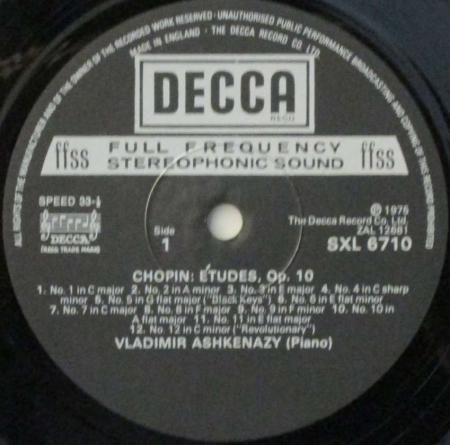 ALL RIGHTS OF THE MANUFACTURER AND OF THE OWNER OF THE RECORDED WORK RESERVED · UNAUTHORISED PUBLIC PERFORMANCE BROADCASTING AND COPYING OF THIS RECORD PROHIBITED
MADE IN ENGLAND · THE DECCA RECORD CO. LTD.
DECCA
REGD
ffss FULL FREQUENCY ffss
STEREOPHONIC SOUND
SPEED 33-⅓
DECCA
(REGD. TRADE MARK)
Side
1
Ⓟ 1975
The Decca Record Co. Ltd.
ZAL 12881
SXL 6710
CHOPIN: ÉTUDES, Op. 10
1. No. 1 in C major 2. No. 2 in A minor 3. No. 3 in E major 4. No. 4 in C sharp
minor 5. No. 5 in G flat major ("Black Keys") 6. No. 6 in E flat minor
7. No. 7 in C major 8. No. 8 in F major 9. No. 9 in F minor 10. No. 10 in
A flat major 11. No. 11 in E flat major
12. No. 12 in C minor ("Revolutionary")
VLADIMIR ASHKENAZY (Piano)